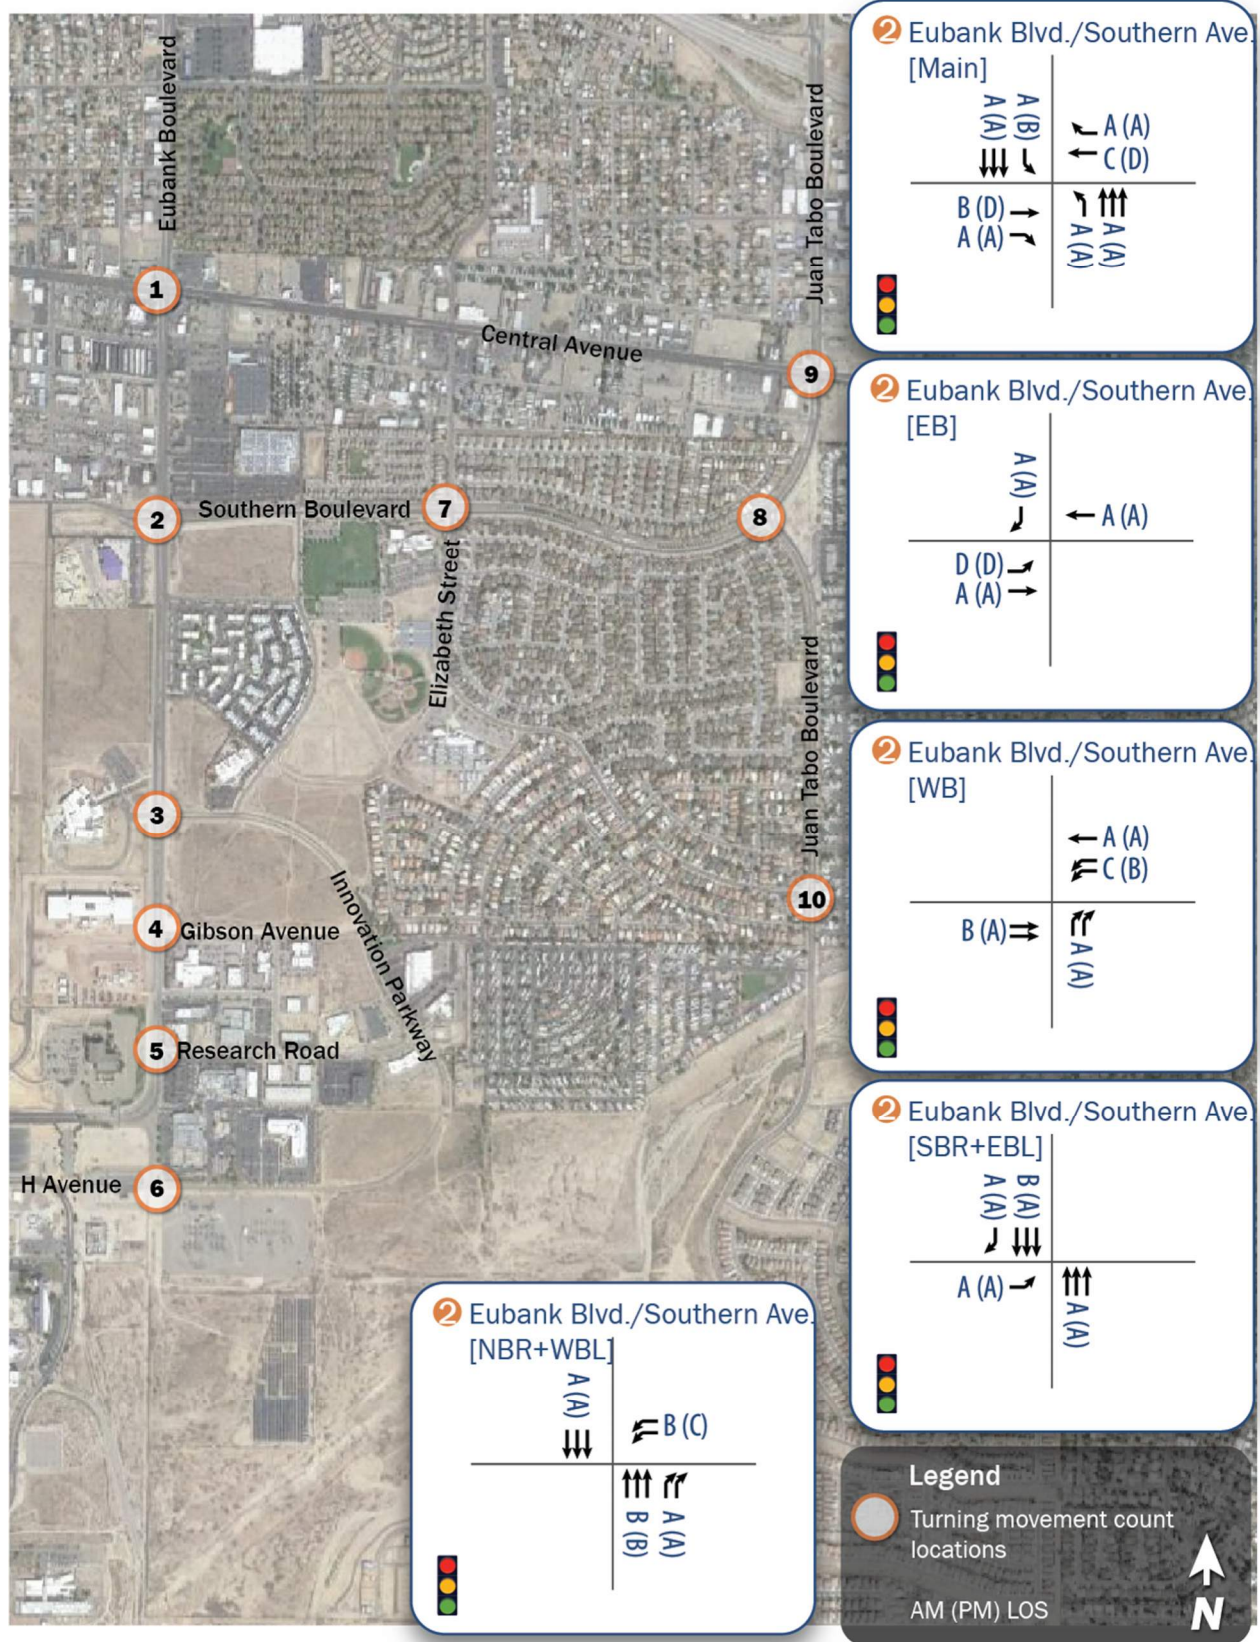 Eubank Boulevard
Juan Tabo Boulevard
1
Central Avenue
9
2
Southern Boulevard
7
8
Elizabeth Street
Juan Tabo Boulevard
3
10
4
Gibson Avenue
Innovation Parkway
5
Research Road
H Avenue
6
2 Eubank Blvd./Southern Ave.
[Main]
A (A)
A (B)
A (A)
C (D)
B (D)
A (A)
A (A)
A (A)
2 Eubank Blvd./Southern Ave.
[EB]
A (A)
A (A)
D (D)
A (A)
2 Eubank Blvd./Southern Ave.
[WB]
A (A)
C (B)
B (A)
A (A)
2 Eubank Blvd./Southern Ave.
[SBR+EBL]
A (A)
B (A)
A (A)
A (A)
2 Eubank Blvd./Southern Ave.
[NBR+WBL]
A (A)
B (C)
B (B)
A (A)
Legend
Turning movement count
locations
AM (PM) LOS
N